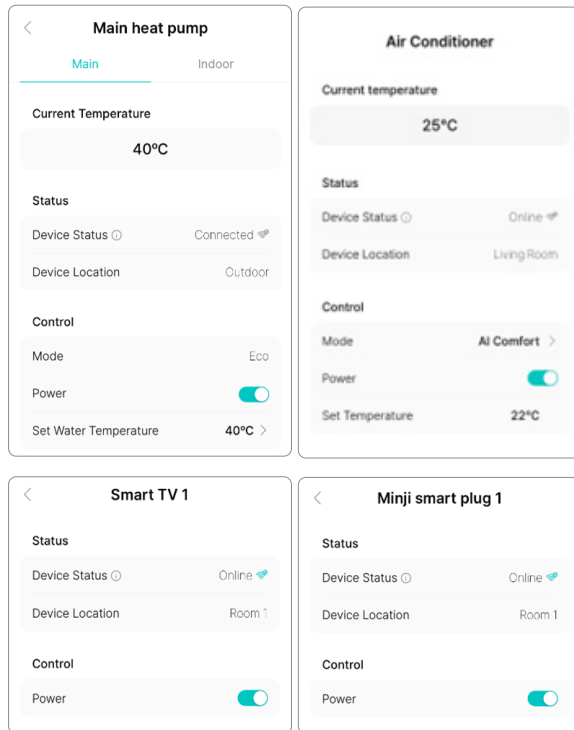 Main heat pump
Main Indoor
Current Temperature
40ºC
Status
Device Status Connected
Device Location Outdoor
Control
Mode Eco
Power
Set Water Temperature 40ºC
Air Conditioner
Current temperature
25°C
Status
Device Status Online
Device Location Living Room
Control
Mode AI Comfort
Power
Set Temperature 22°C
Smart TV 1
Status
Device Status Online
Device Location Room 1
Control
Power
Minji smart plug 1
Status
Device Status Online
Device Location Room 1
Control
Power